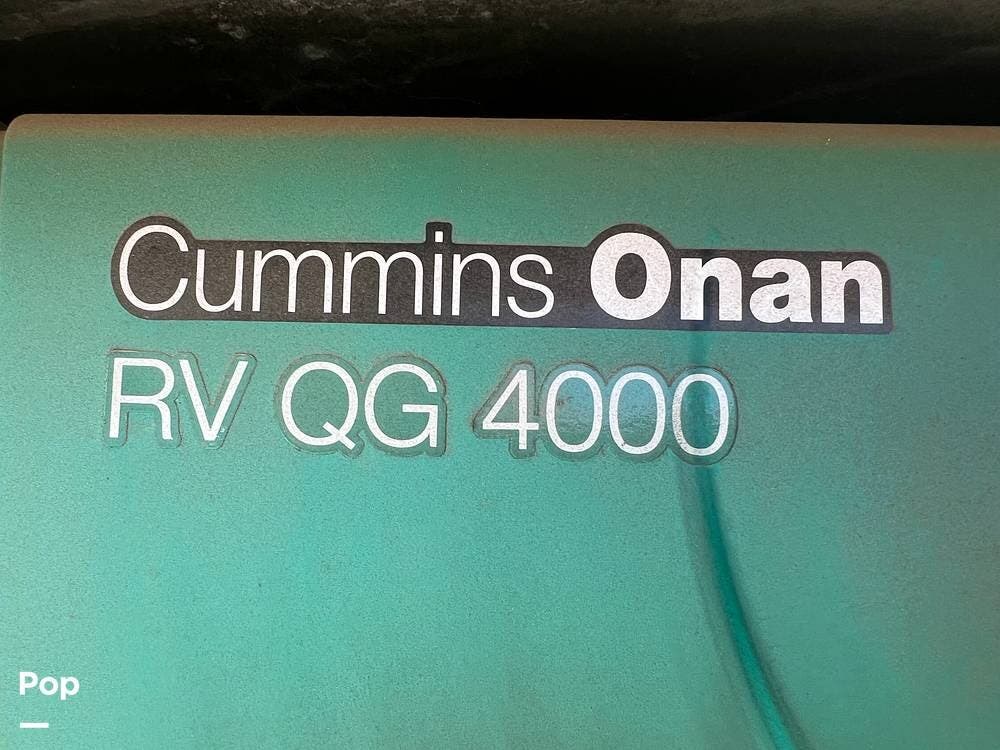 Cummins Onan
RV QG 4000
Pop